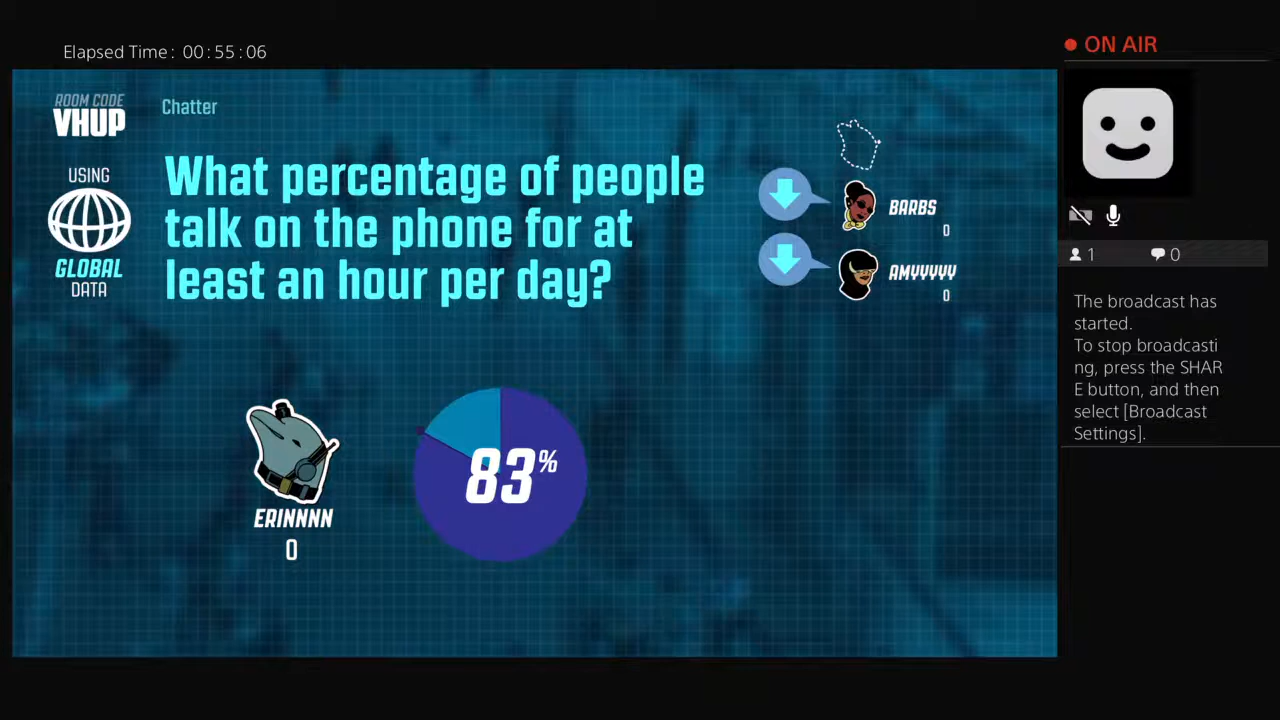 Elapsed Time: 00:55:06
ON AIR
ROOM CODE
VHUP
Chatter
USING
GLOBAL
DATA
What percentage of people
talk on the phone for at
least an hour per day?
BARBS
0
AMYYYYY
0
ERINNNN
0
83%
1
0
The broadcast has
started.
To stop broadcasti
ng, press the SHAR
E button, and then
select [Broadcast
Settings].